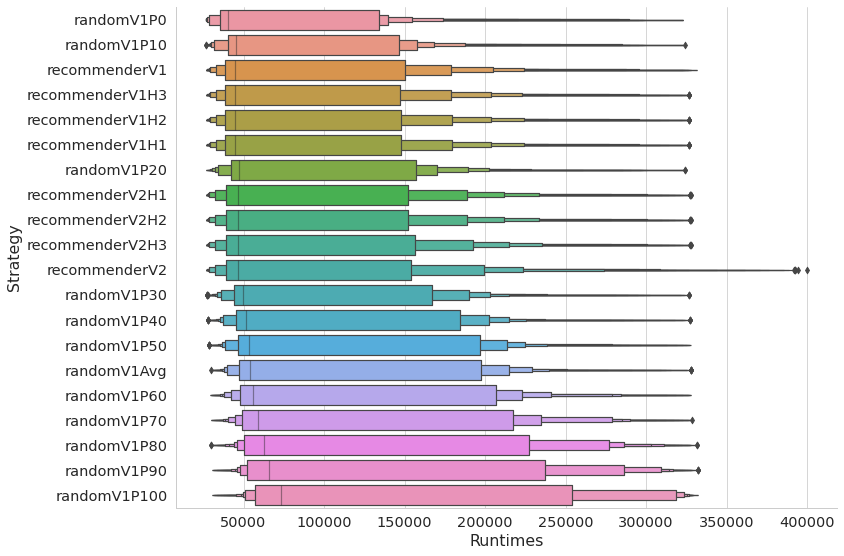 randomV1P0
randomV1P10
recommenderV1
recommenderV1H3
recommenderV1H2
recommenderV1H1
randomV1P20
recommenderV2H1
recommenderV2H2
recommenderV2H3
recommenderV2
randomV1P30
randomV1P40
randomV1P50
randomV1Avg
randomV1P60
randomV1P70
randomV1P80
randomV1P90
randomV1P100
Strategy
50000 100000 150000 200000 250000 300000 350000 400000
Runtimes